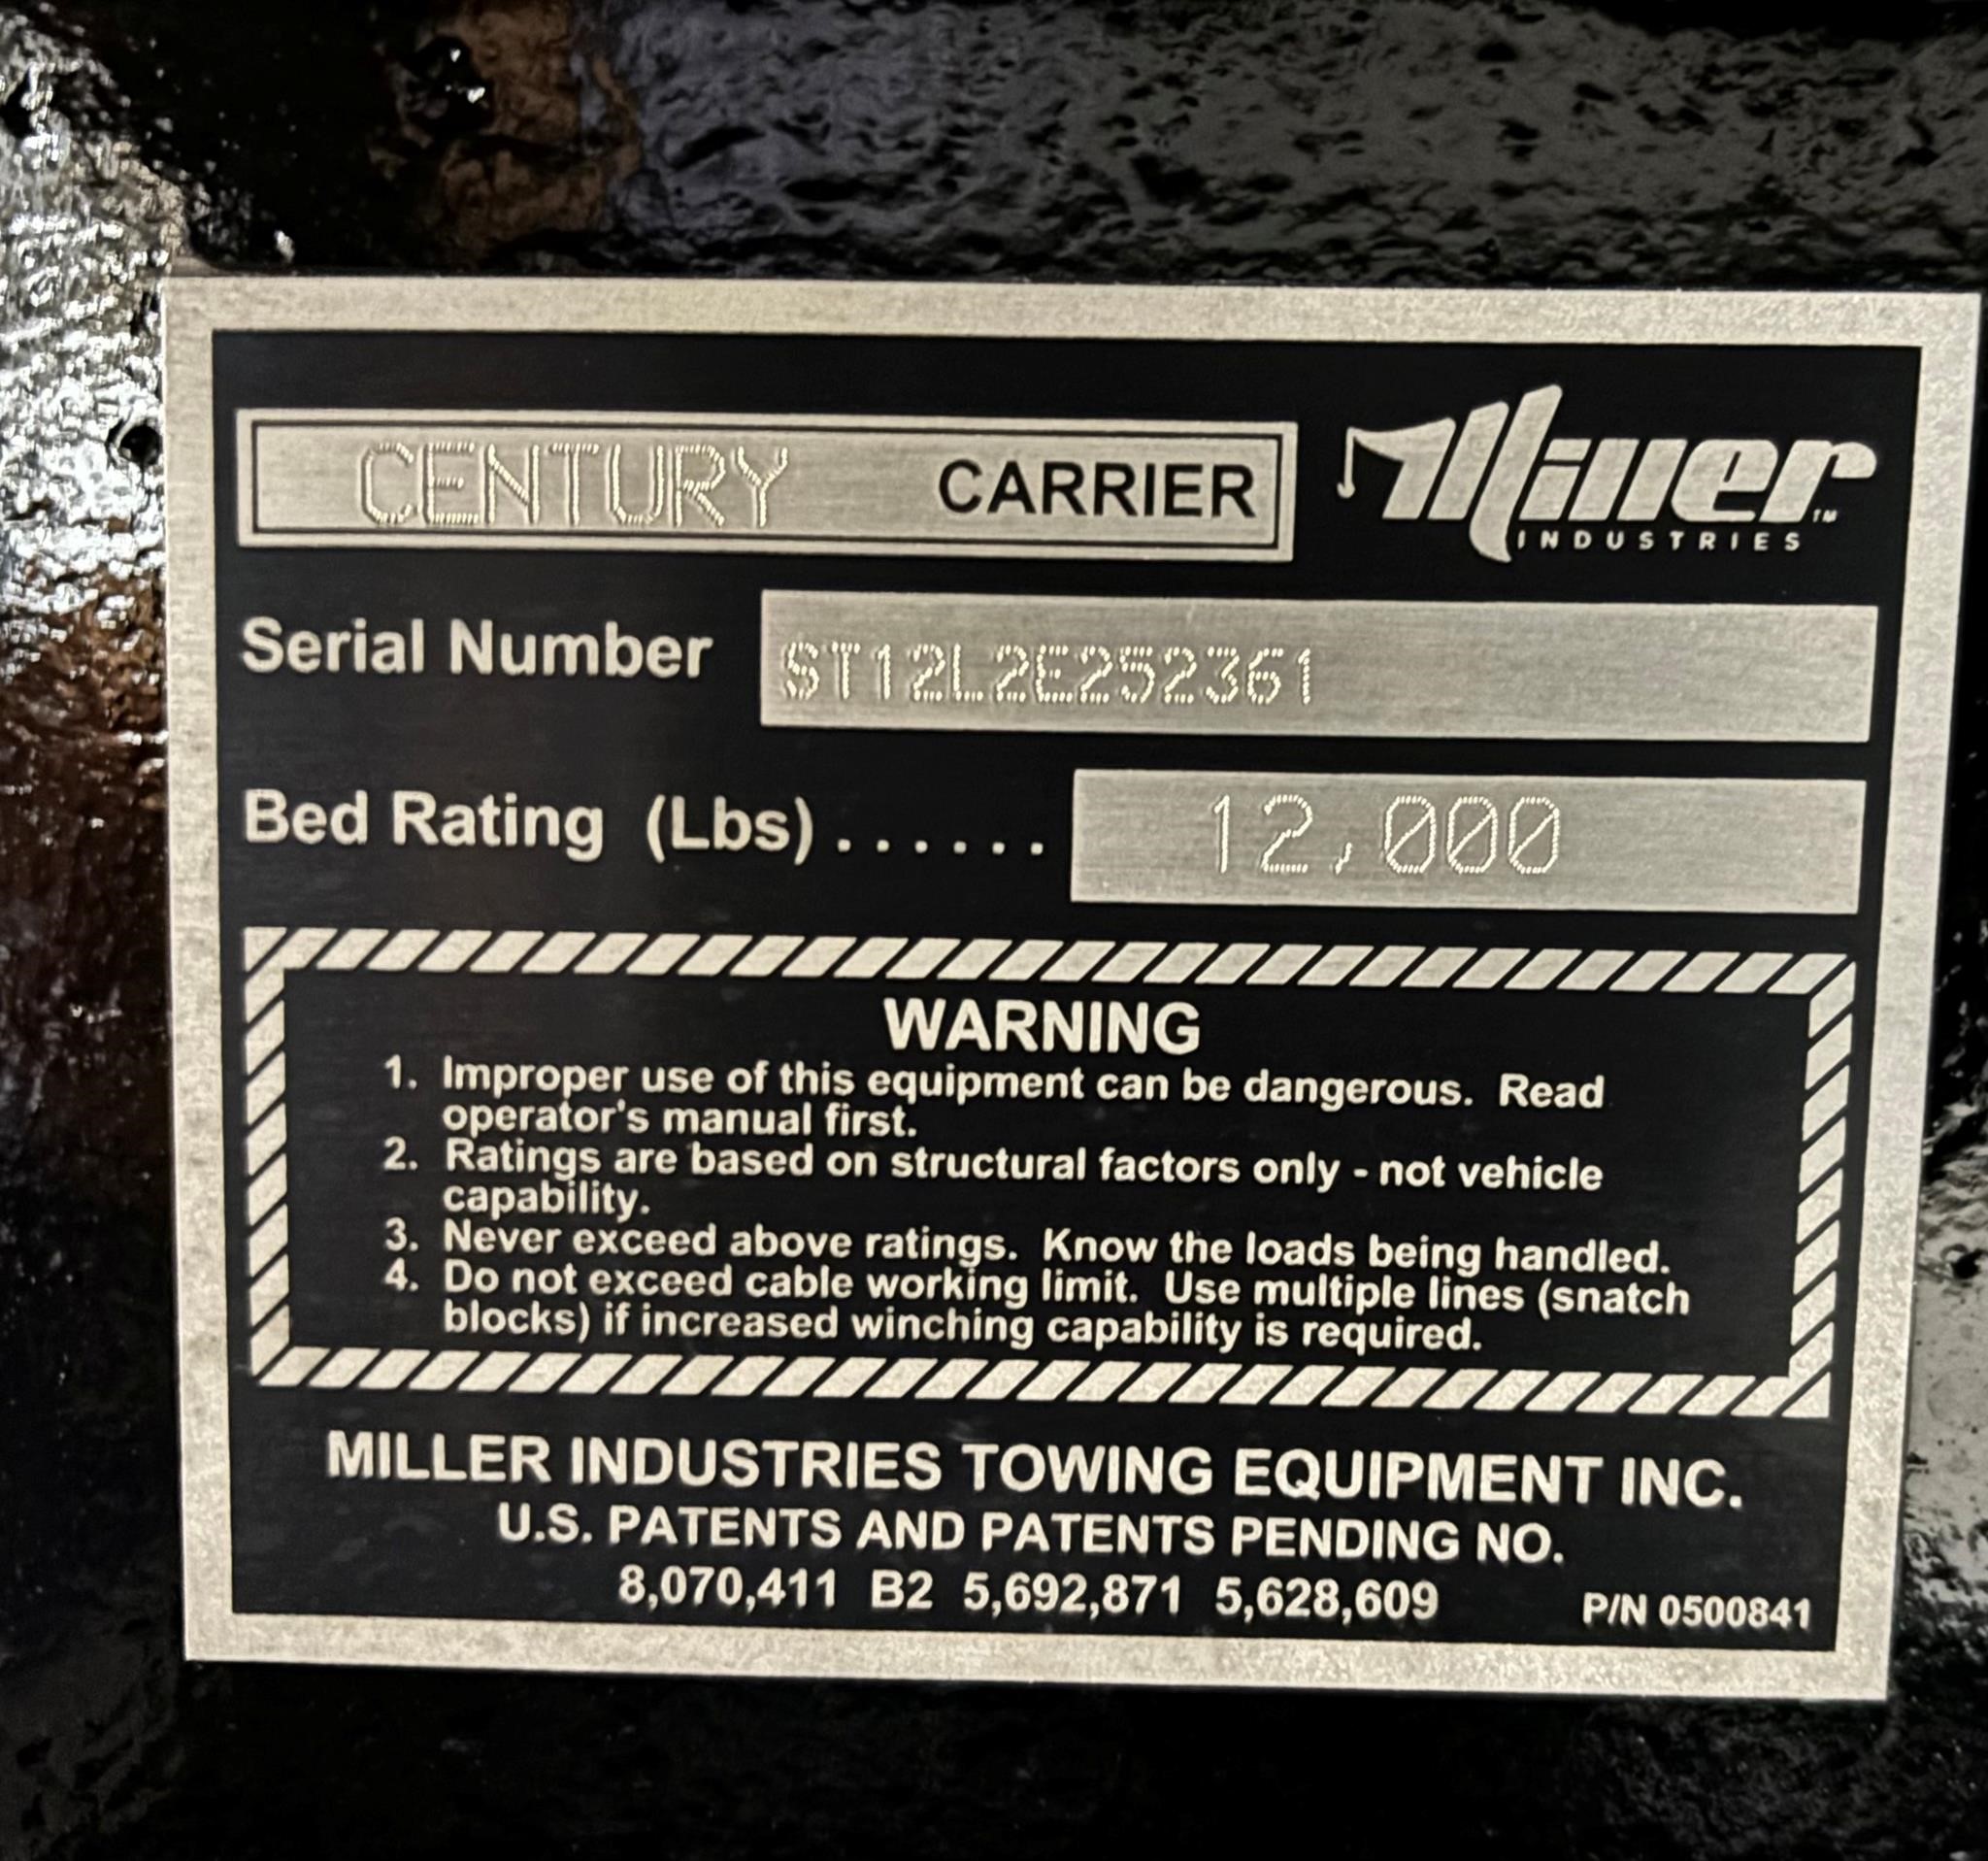 CENTURY CARRIER
Miller™
INDUSTRIES
Serial Number ST12L2E252361
Bed Rating (Lbs) ...... 12,000
WARNING
1. Improper use of this equipment can be dangerous. Read
operator's manual first.
2. Ratings are based on structural factors only - not vehicle
capability.
3. Never exceed above ratings. Know the loads being handled.
4. Do not exceed cable working limit. Use multiple lines (snatch
blocks) if increased winching capability is required.
MILLER INDUSTRIES TOWING EQUIPMENT INC.
U.S. PATENTS AND PATENTS PENDING NO.
8,070,411 B2 5,692,871 5,628,609 P/N 0500841